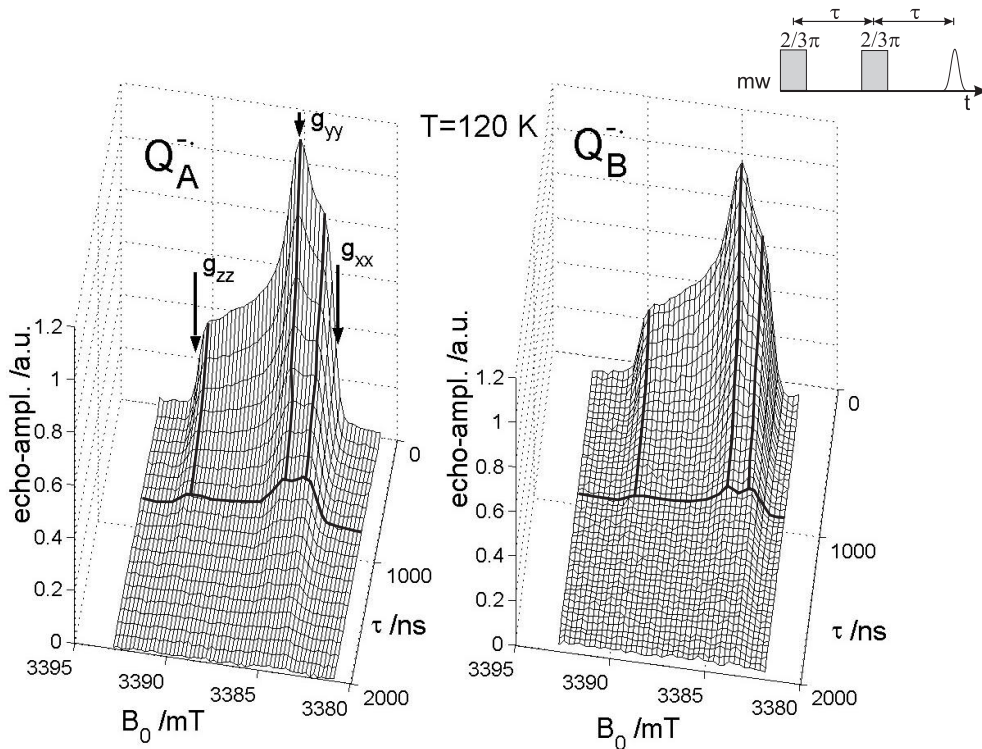 τ τ
2/3π 2/3π
mw
t
T=120 K
Q_A^-·
g_yy
g_zz
g_xx
echo-ampl. /a.u.
1.2
1
0.8
0.6
0.4
0.2
0
3395
3390
3385
3380
B_0 /mT
0
1000
2000
τ /ns
Q_B^-·
echo-ampl. /a.u.
1.2
1
0.8
0.6
0.4
0.2
0
3395
3390
3385
3380
B_0 /mT
0
1000
2000
τ /ns